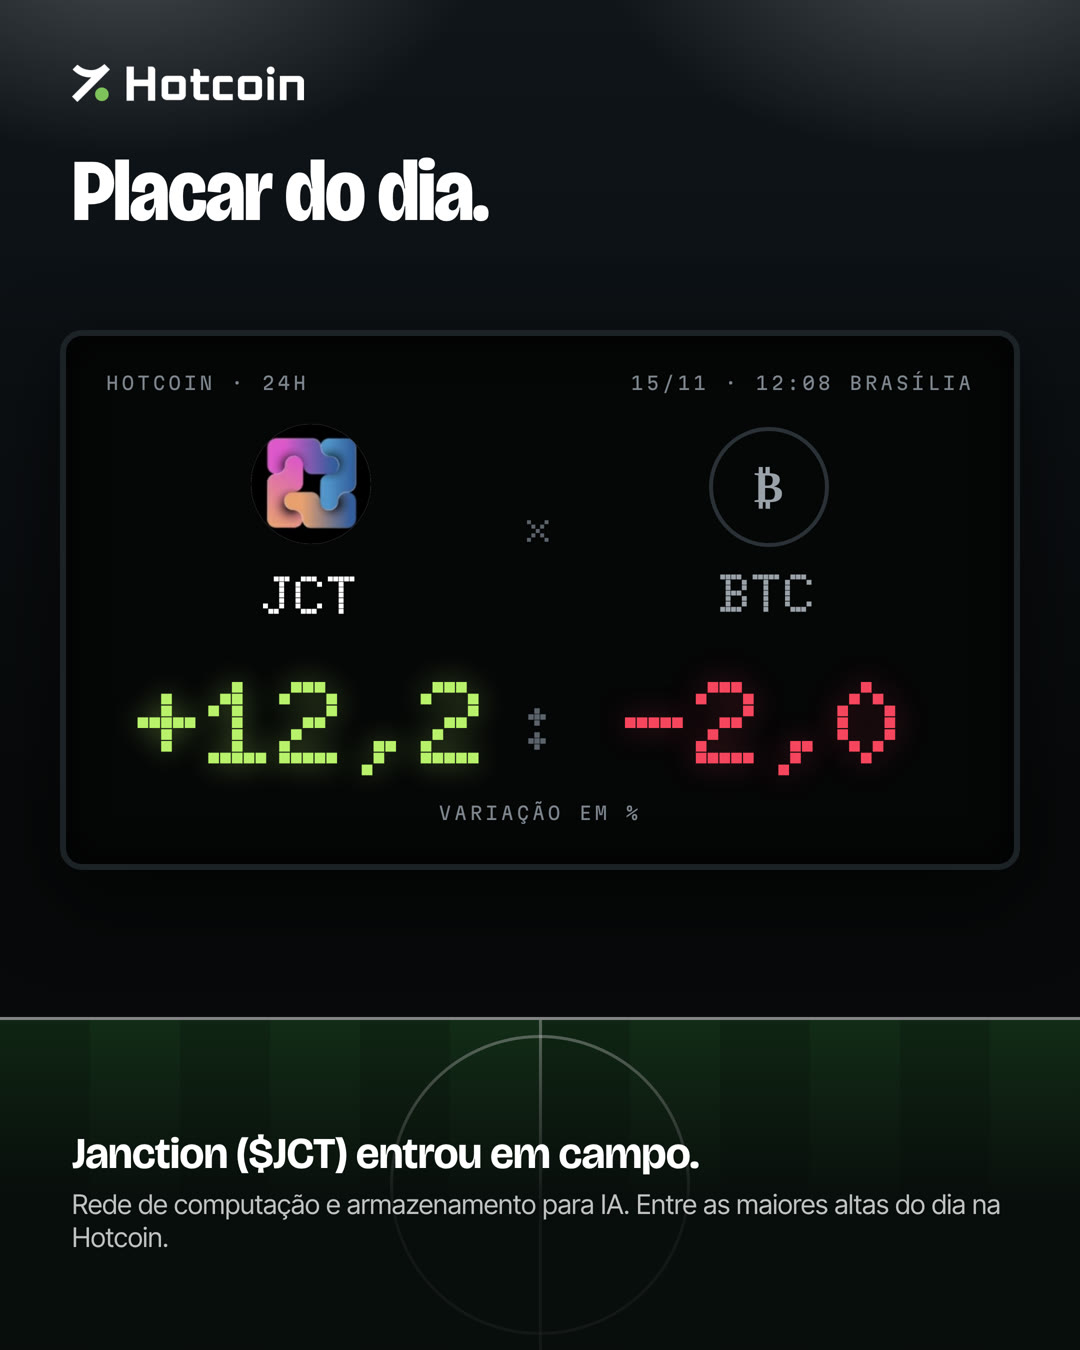 Hotcoin
Placar do dia.
HOTCOIN · 24H
15/11 · 12:08 BRASÍLIA
₿
×
JCT
BTC
+12,2 : -2,0
VARIAÇÃO EM %
Janction ($JCT) entrou em campo.
Rede de computação e armazenamento para IA. Entre as maiores altas do dia na
Hotcoin.